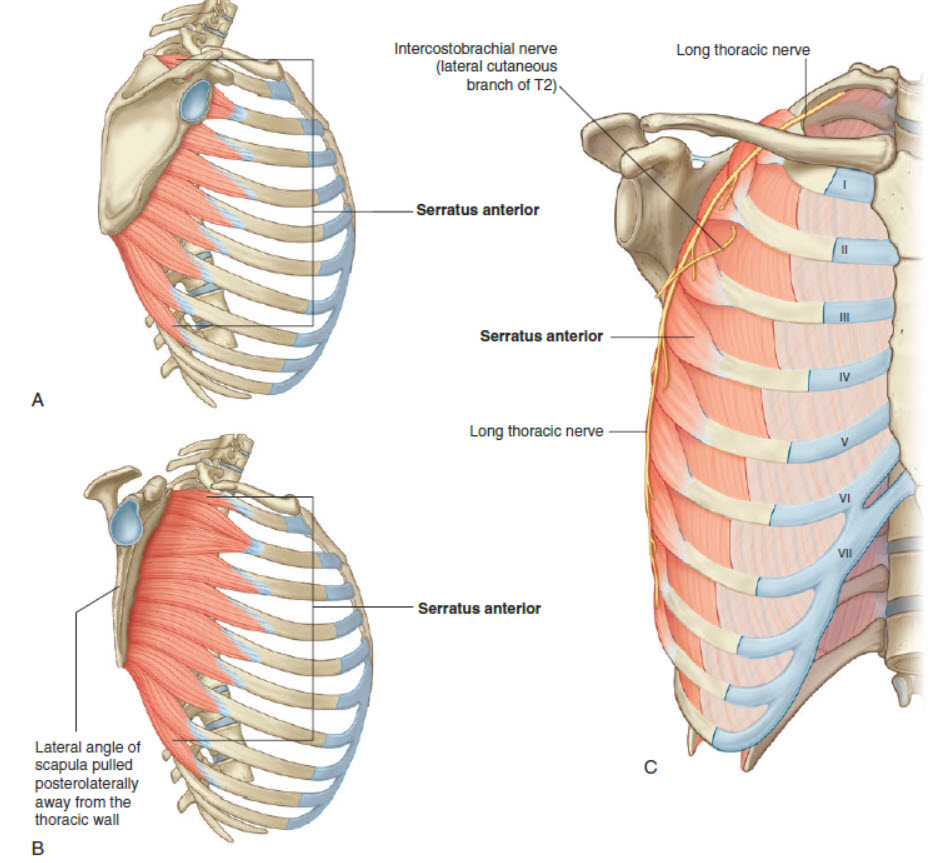 Serratus anterior
A
Serratus anterior
Lateral angle of
scapula pulled
posterolaterally
away from the
thoracic wall
B
Intercostobrachial nerve
(lateral cutaneous
branch of T2)
Long thoracic nerve
I
II
III
Serratus anterior
IV
Long thoracic nerve
V
VI
VII
C